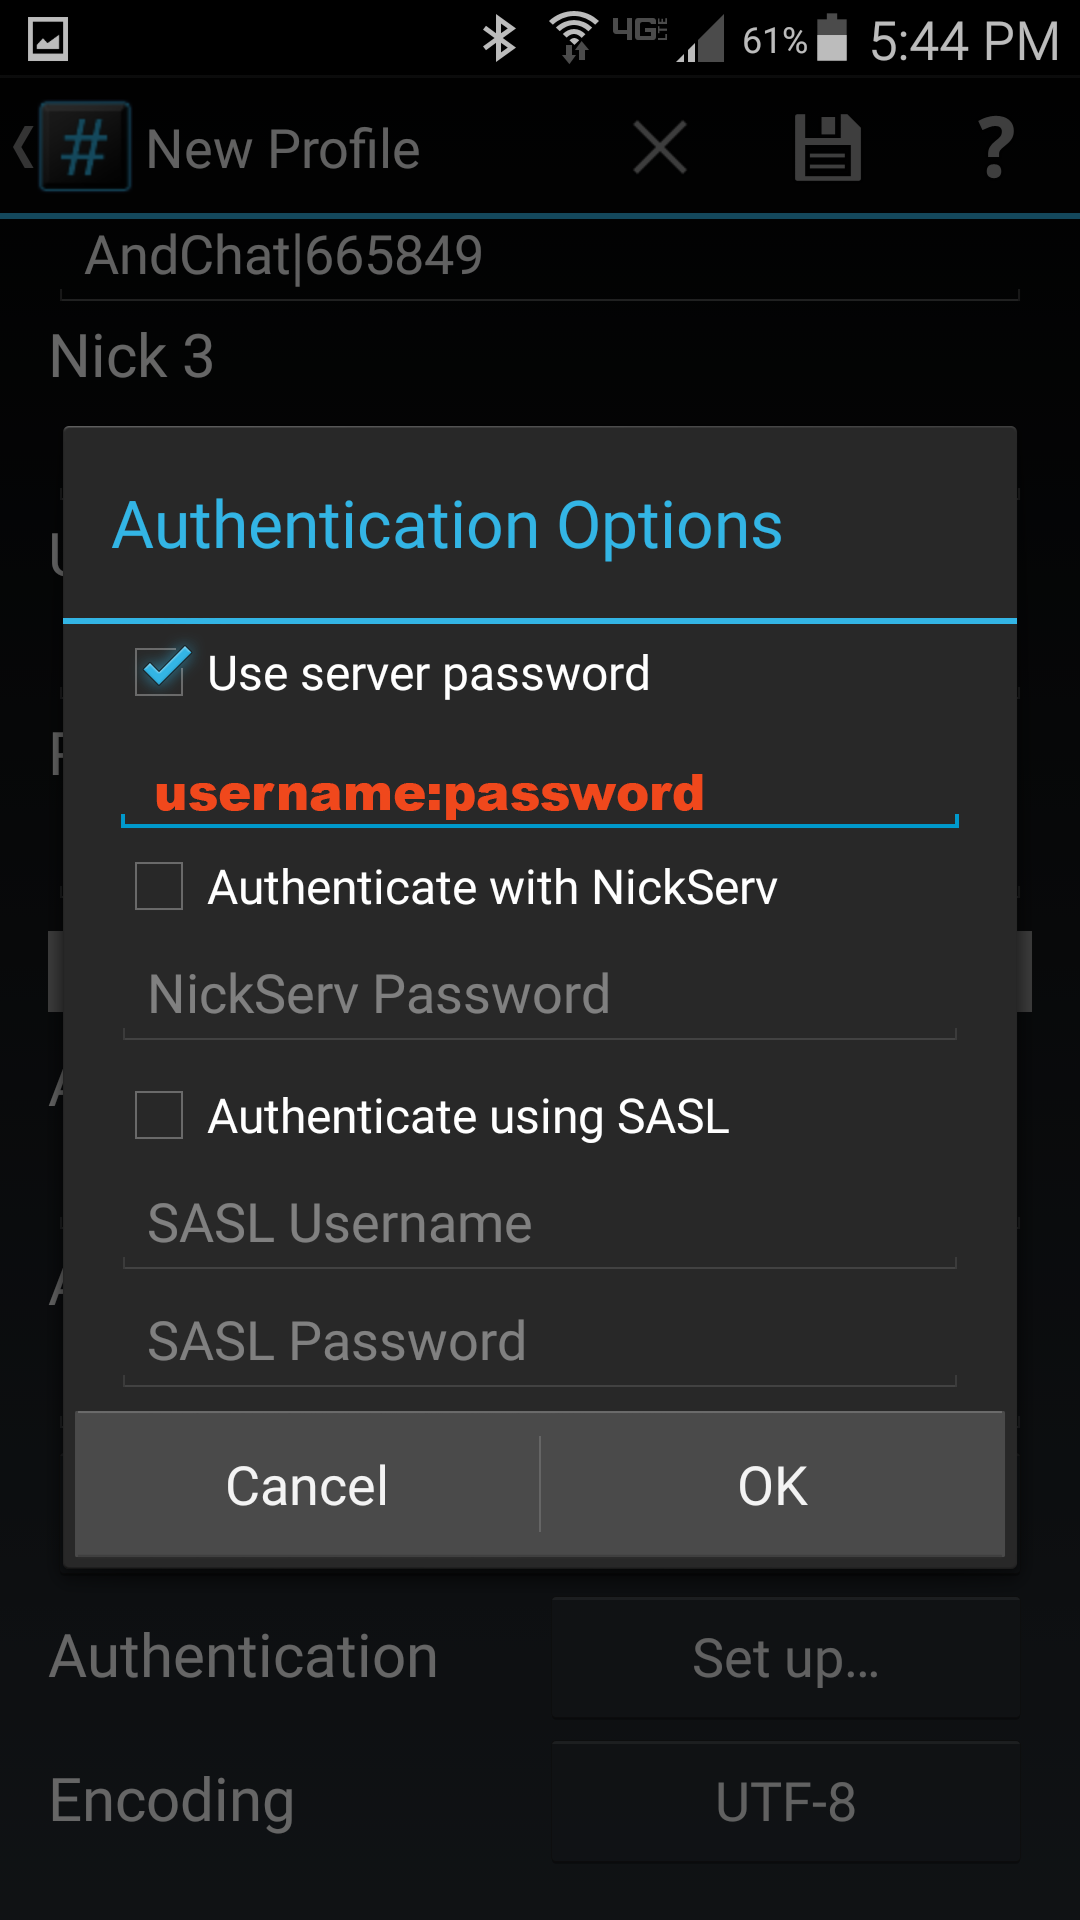 4G LTE 61% 5:44 PM
# New Profile ?
AndChat|665849
Nick 3
Authentication Options
Use server password
username:password
Authenticate with NickServ
NickServ Password
Authenticate using SASL
SASL Username
SASL Password
Cancel OK
Authentication Set up...
Encoding UTF-8